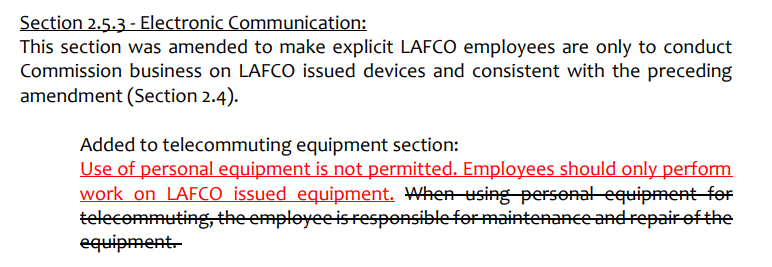 Section 2.5.3 - Electronic Communication:
This section was amended to make explicit LAFCO employees are only to conduct
Commission business on LAFCO issued devices and consistent with the preceding
amendment (Section 2.4).
Added to telecommuting equipment section:
Use of personal equipment is not permitted. Employees should only perform
work on LAFCO issued equipment. When using personal equipment for
telecommuting, the employee is responsible for maintenance and repair of the
equipment.